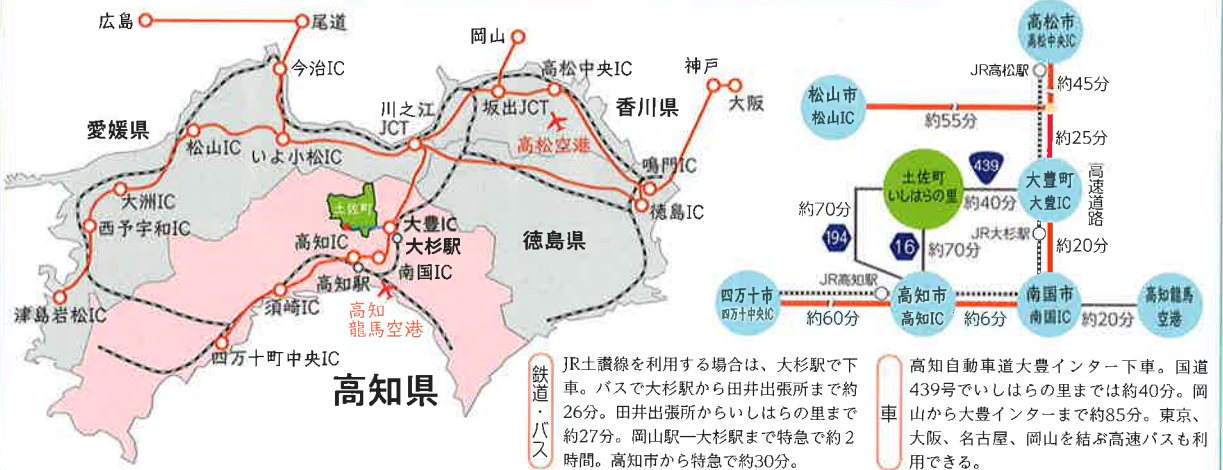 広島
尾道
岡山
今治IC
高松中央IC
神戸
大阪
川之江
JCT
坂出JCT
香川県
高松空港
愛媛県
松山IC
いよ小松IC
鳴門IC
徳島IC
大洲IC
西予宇和IC
土佐町
大豊IC
大杉駅
高知IC
南国IC
高知駅
徳島県
須崎IC
高知
龍馬空港
津島岩松IC
四万十町中央IC
高知県
高松市
高松中央IC
JR高松駅
約45分
松山市
松山IC
約55分
約25分
土佐町
いしはらの里
439
約40分
大豊町
大豊IC
高速道路
約70分
194
16
約70分
JR大杉駅
約20分
JR高知駅
四万十市
四万十中央IC
約60分
高知市
高知IC
約6分
南国市
南国IC
約20分
高知龍馬
空港
鉄道・バス
JR土讃線を利用する場合は、大杉駅で下
車。バスで大杉駅から田井出張所まで約
26分。田井出張所からいしはらの里まで
約27分。岡山駅―大杉駅まで特急で約2
時間。高知市から特急で約30分。
車
高知自動車道大豊インター下車。国道
439号でいしはらの里までは約40分。岡
山から大豊インターまで約85分。東京、
大阪、名古屋、岡山を結ぶ高速バスも利
用できる。